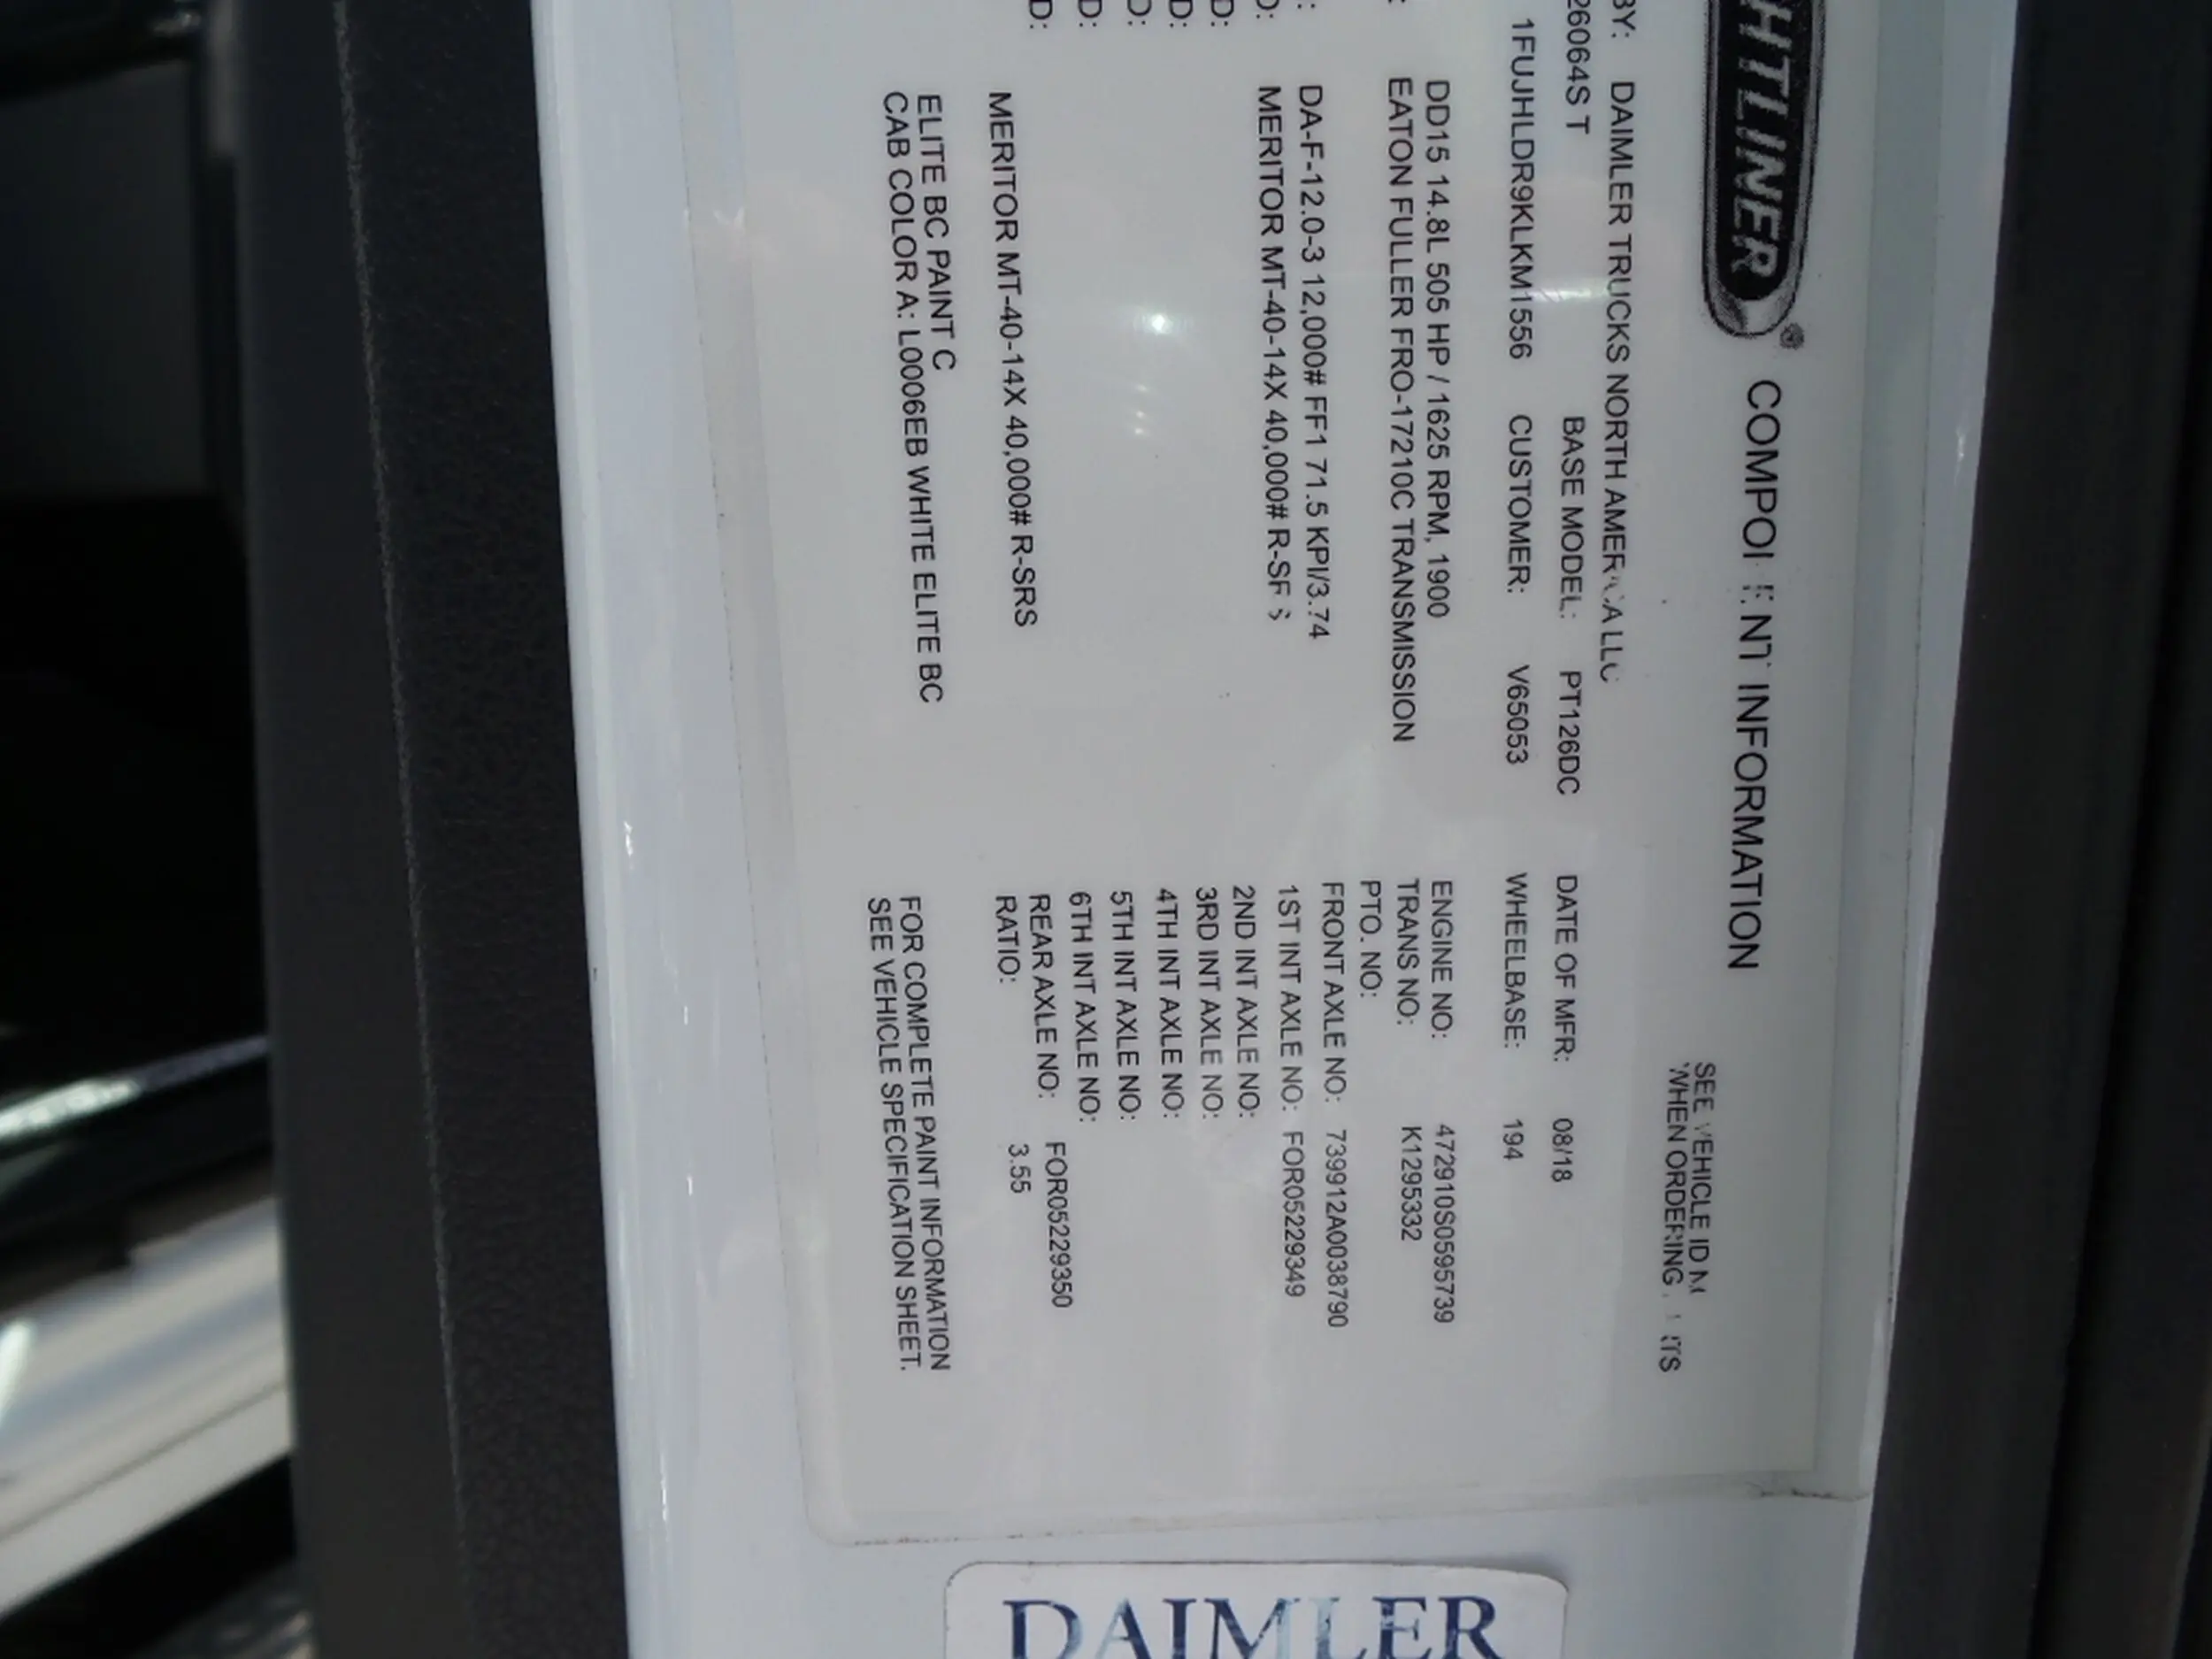 HTLINER® COMPONENT INFORMATION
SEE VEHICLE ID
WHEN ORDERING
BY: DAIMLER TRUCKS NORTH AMERICA LLC
26064S T BASE MODEL: PT126DC DATE OF MFR: 08/18
1FUJHLDR9KLKM1556 CUSTOMER: V65053 WHEELBASE: 194
DD15 14.8L 505 HP / 1625 RPM, 1900 ENGINE NO: 472910S0595739
: EATON FULLER FRO-17210C TRANSMISSION TRANS NO: K1295332
PTO. NO:
: DA-F-12.0-3 12,000# FF1 71.5 KPI/3.74 FRONT AXLE NO: 739912A0038790
D: MERITOR MT-40-14X 40,000# 1ST INT AXLE NO: FOR05229349
D: 2ND INT AXLE NO:
D: 3RD INT AXLE NO:
D: 4TH INT AXLE NO:
D: 5TH INT AXLE NO:
D: 6TH INT AXLE NO:
MERITOR MT-40-14X 40,000# R-SRS REAR AXLE NO: FOR05229350
RATIO: 3.55
ELITE BC PAINT C FOR COMPLETE PAINT INFORMATION
CAB COLOR A: L0006EB WHITE ELITE BC SEE VEHICLE SPECIFICATION SHEET.
DAIMLER